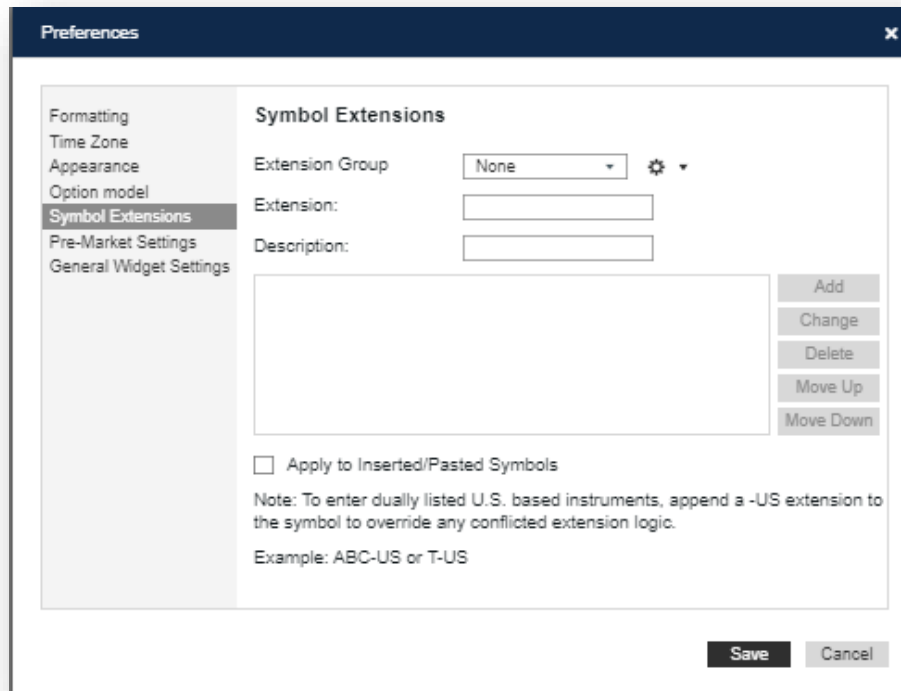 Preferences
Formatting
Time Zone
Appearance
Option model
Symbol Extensions
Pre-Market Settings
General Widget Settings
Symbol Extensions
Extension Group
None
Extension:
Description:
Add
Change
Delete
Move Up
Move Down
Apply to Inserted/Pasted Symbols
Note: To enter dually listed U.S. based instruments, append a -US extension to
the symbol to override any conflicted extension logic.
Example: ABC-US or T-US
Save
Cancel